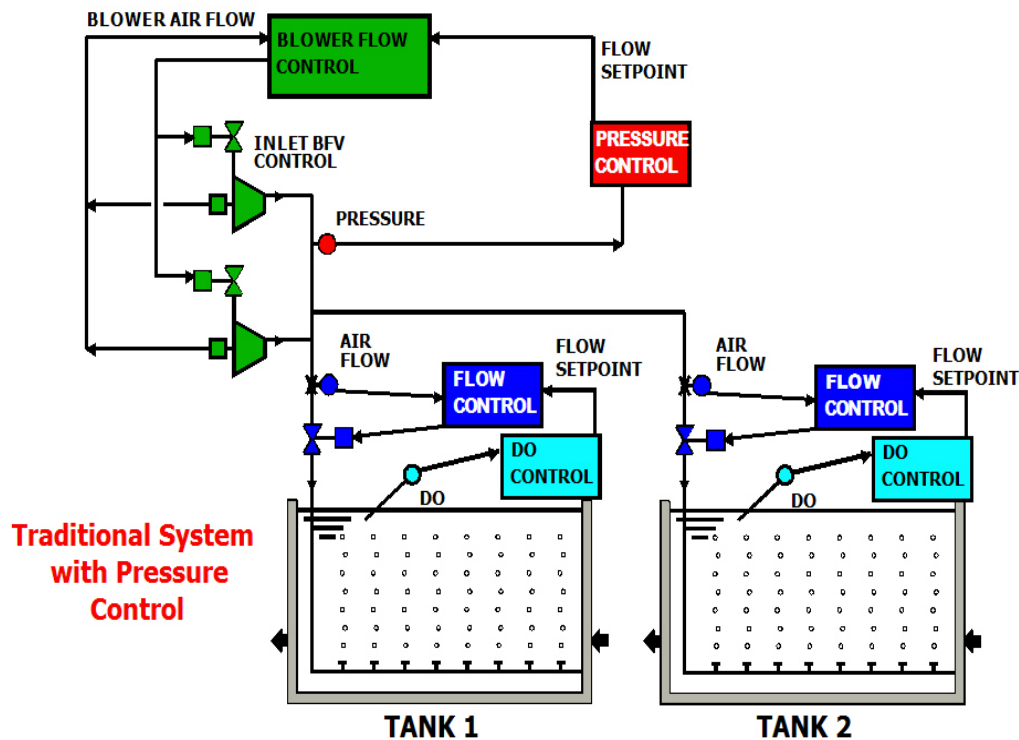 BLOWER AIR FLOW
BLOWER FLOW
CONTROL
FLOW
SETPOINT
INLET BFV
CONTROL
PRESSURE
CONTROL
PRESSURE
AIR
FLOW
FLOW
SETPOINT
FLOW
CONTROL
AIR
FLOW
FLOW
SETPOINT
FLOW
CONTROL
DO
CONTROL
DO
DO
CONTROL
DO
Traditional System
with Pressure
Control
TANK 1
TANK 2